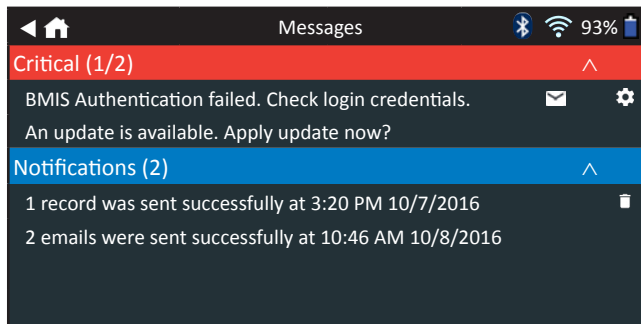 Messages
93%
Critical (1/2)
BMIS Authentication failed. Check login credentials.
An update is available. Apply update now?
Notifications (2)
1 record was sent successfully at 3:20 PM 10/7/2016
2 emails were sent successfully at 10:46 AM 10/8/2016